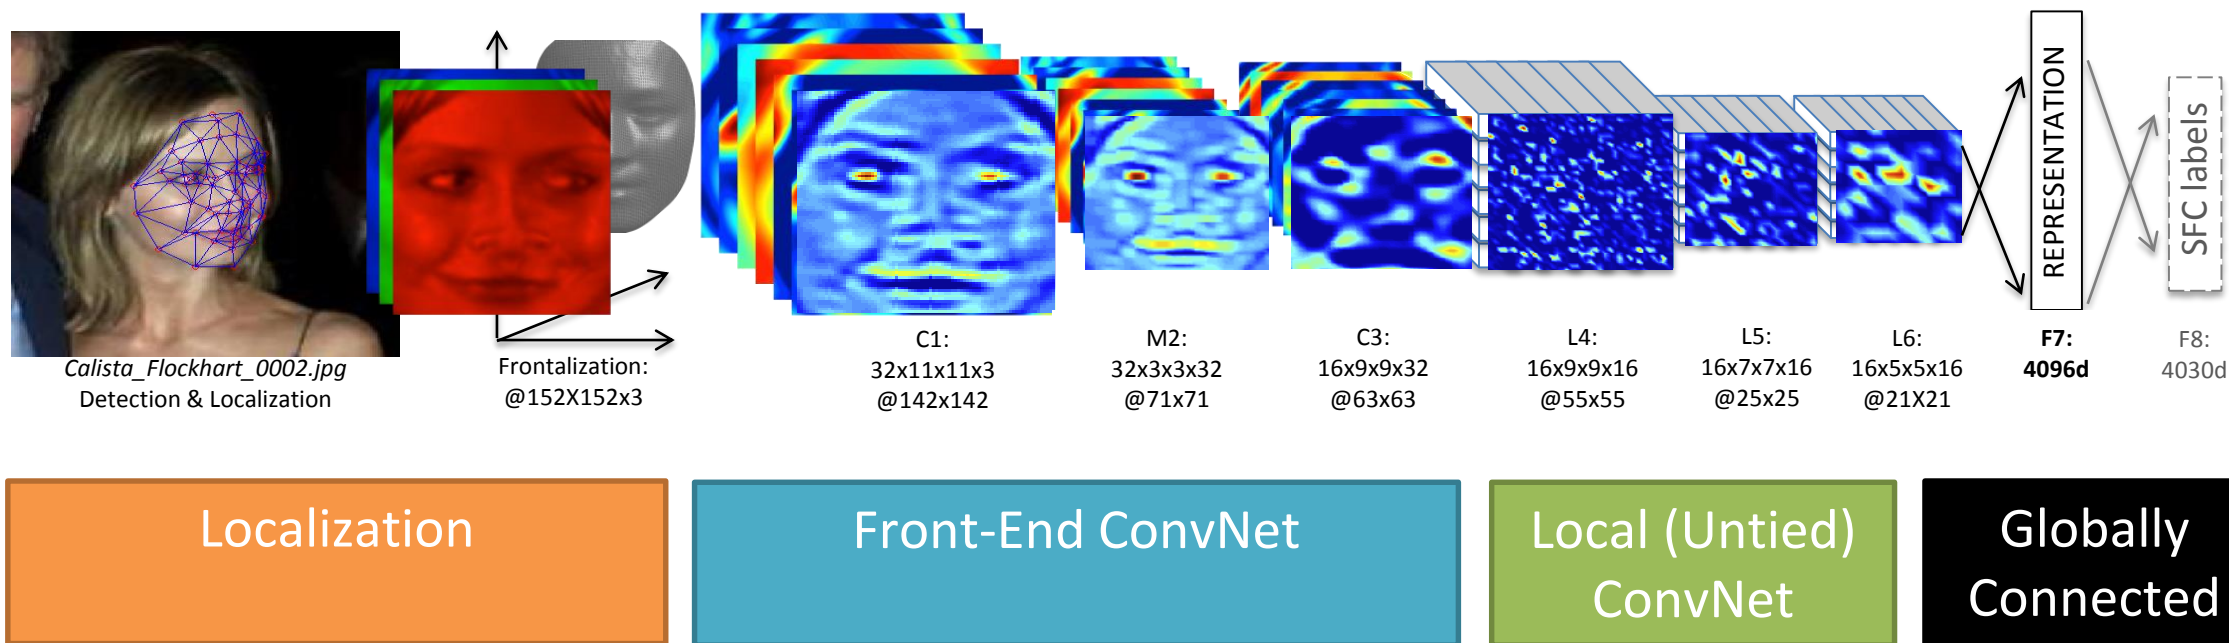 Calista_Flockhart_0002.jpg
Detection & Localization
Frontalization:
@152X152x3
C1:
32x11x11x3
@142x142
M2:
32x3x3x32
@71x71
C3:
16x9x9x32
@63x63
L4:
16x9x9x16
@55x55
L5:
16x7x7x16
@25x25
L6:
16x5x5x16
@21X21
REPRESENTATION
F7:
4096d
SFC labels
F8:
4030d
Localization
Front-End ConvNet
Local (Untied)
ConvNet
Globally
Connected